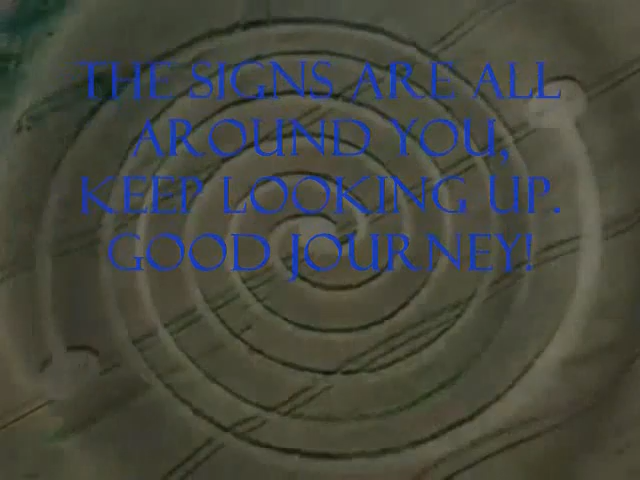 THE SIGNS ARE ALL
AROUND YOU,
KEEP LOOKING UP.
GOOD JOURNEY!